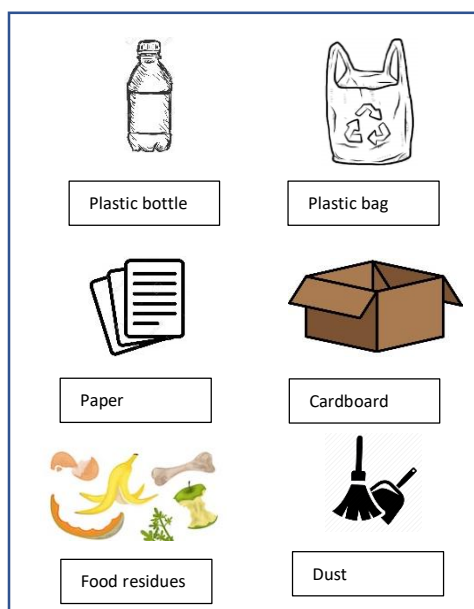 Plastic bottle
Plastic bag
Paper
Cardboard
Food residues
Dust